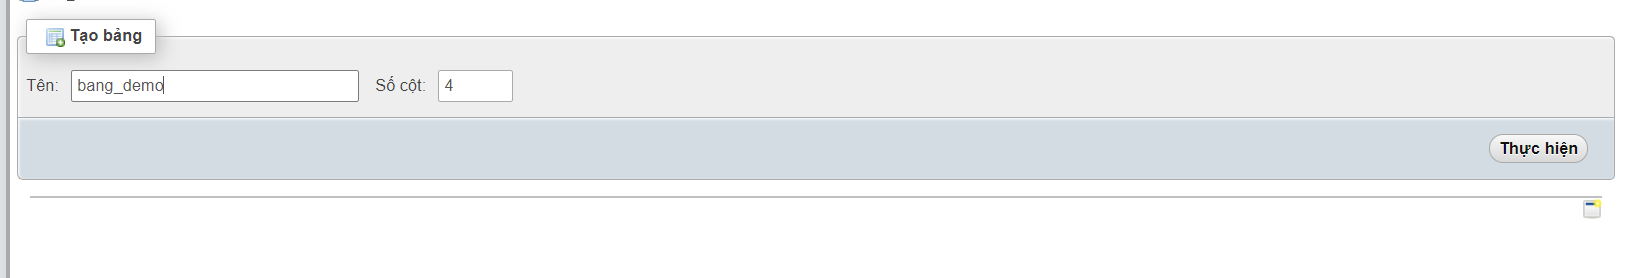 Tạo bảng
Tên: bang_demo Số cột: 4
Thực hiện